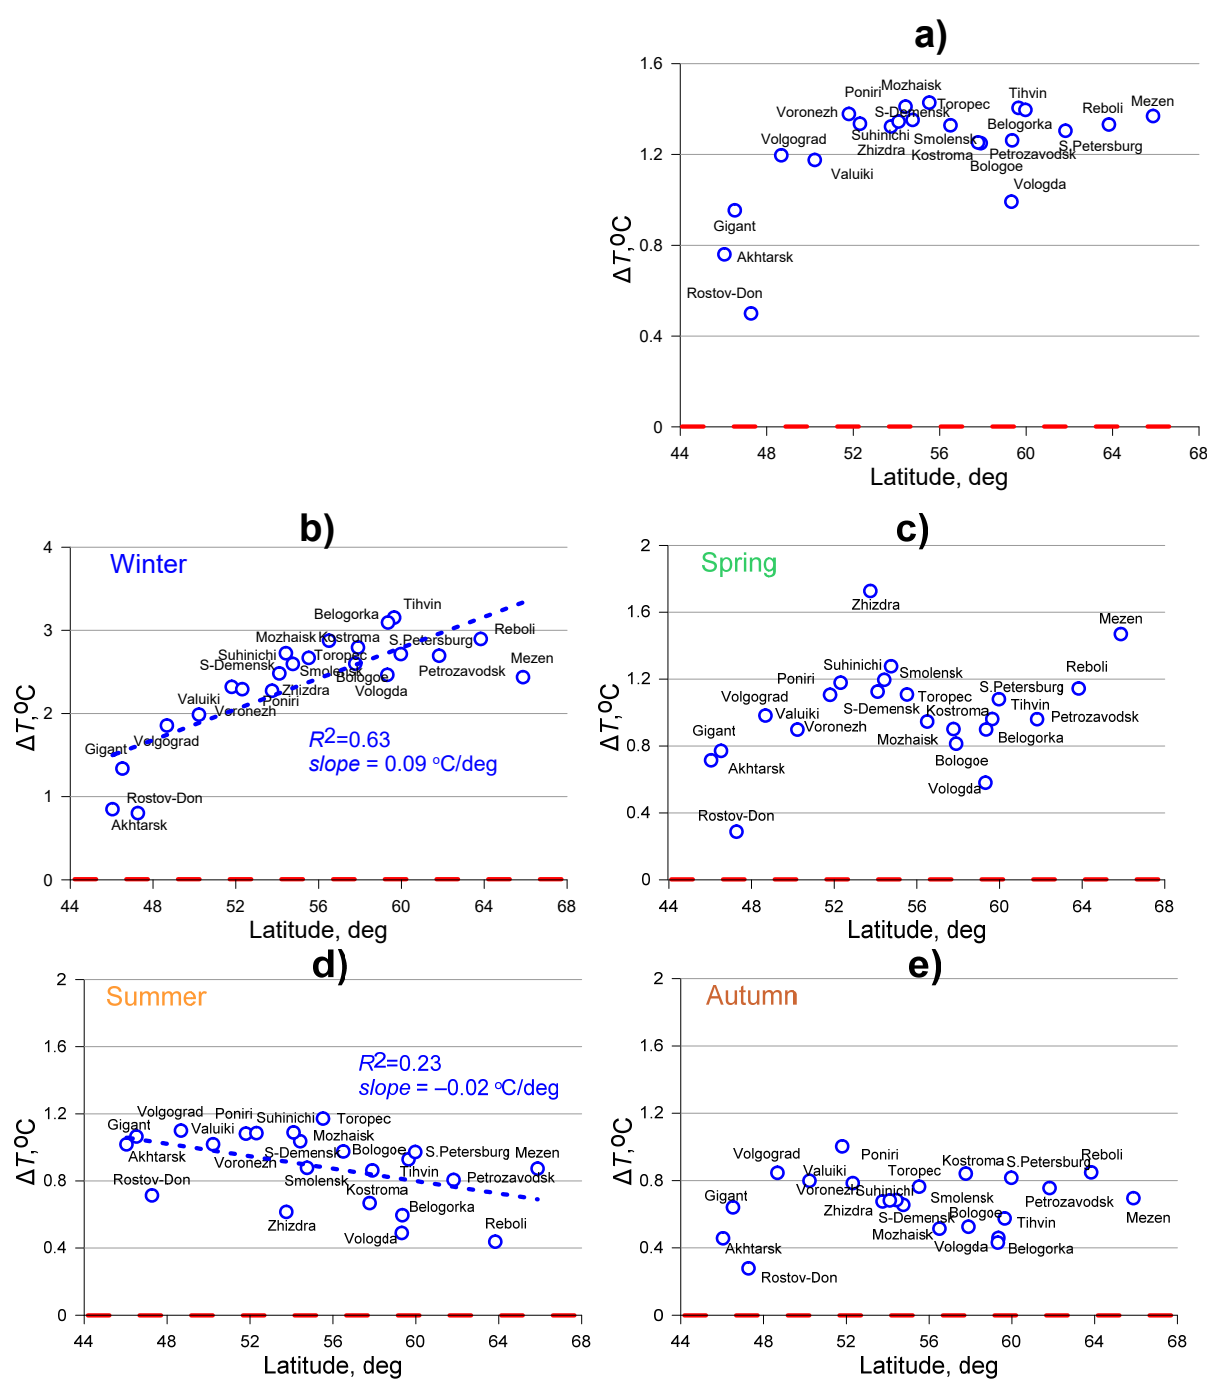 a)
1.6
1.2
0.8
0.4
0
ΔT,ºC
Mozhaisk
Poniri
Tihvin
Mezen
Voronezh
S-Demensk
Toropec
Reboli
Belogorka
Volgograd
Suhinichi
Smolensk
S.Petersburg
Zhizdra
Kostroma
Petrozavodsk
Bologoe
Valuiki
Vologda
Gigant
Akhtarsk
Rostov-Don
44 48 52 56 60 64 68
Latitude, deg
b)
Winter
4
3
2
1
0
ΔT,ºC
Tihvin
Belogorka
Reboli
Mozhaisk
Kostroma
S.Petersburg
Suhinichi
Toropec
Mezen
S-Demensk
Smolensk
Petrozavodsk
Bologoe
Zhizdra
Vologda
Valuiki
Poniri
Voronezh
Volgograd
Gigant
R2=0.63
slope = 0.09 ºC/deg
Rostov-Don
Akhtarsk
44 48 52 56 60 64 68
Latitude, deg
c)
Spring
2
1.6
1.2
0.8
0.4
0
ΔT,ºC
Zhizdra
Mezen
Suhinichi
Reboli
Smolensk
Poniri
S.Petersburg
Volgograd
Toropec
Tihvin
S-Demensk
Kostroma
Valuiki
Petrozavodsk
Voronezh
Gigant
Belogorka
Mozhaisk
Bologoe
Akhtarsk
Vologda
Rostov-Don
44 48 52 56 60 64 68
Latitude, deg
d)
Summer
2
1.6
1.2
0.8
0.4
0
ΔT,ºC
R2=0.23
slope = –0.02 ºC/deg
Volgograd
Poniri
Suhinichi
Toropec
Gigant
Valuiki
Mozhaisk
Akhtarsk
S-Demensk
Bologoe
S.Petersburg
Mezen
Voronezh
Tihvin
Rostov-Don
Smolensk
Petrozavodsk
Kostroma
Belogorka
Zhizdra
Vologda
Reboli
44 48 52 56 60 64 68
Latitude, deg
e)
Autumn
2
1.6
1.2
0.8
0.4
0
ΔT,ºC
Volgograd
Poniri
Kostroma
S.Petersburg
Reboli
Valuiki
Toropec
Voronezh
Suhinichi
Gigant
Smolensk
Petrozavodsk
Zhizdra
S-Demensk
Bologoe
Tihvin
Mezen
Mozhaisk
Akhtarsk
Vologda
Belogorka
Rostov-Don
44 48 52 56 60 64 68
Latitude, deg